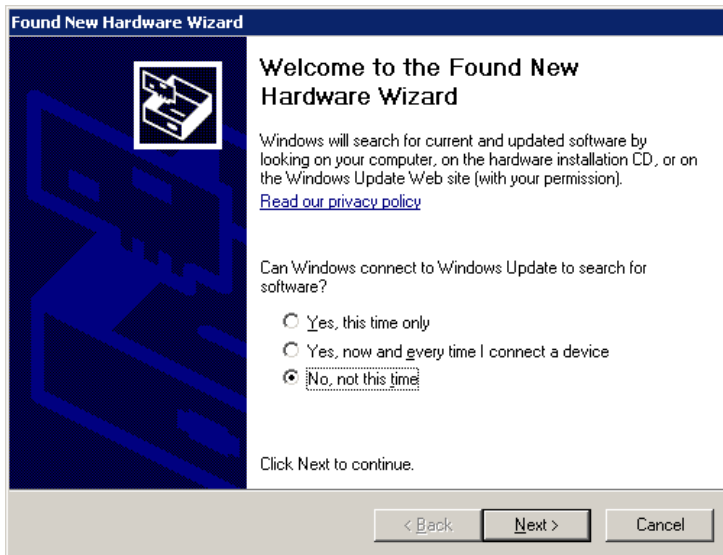 Found New Hardware Wizard
Welcome to the Found New
Hardware Wizard
Windows will search for current and updated software by
looking on your computer, on the hardware installation CD, or on
the Windows Update Web site (with your permission).
Read our privacy policy
Can Windows connect to Windows Update to search for
software?
Yes, this time only
Yes, now and every time I connect a device
No, not this time
Click Next to continue.
< Back
Next >
Cancel